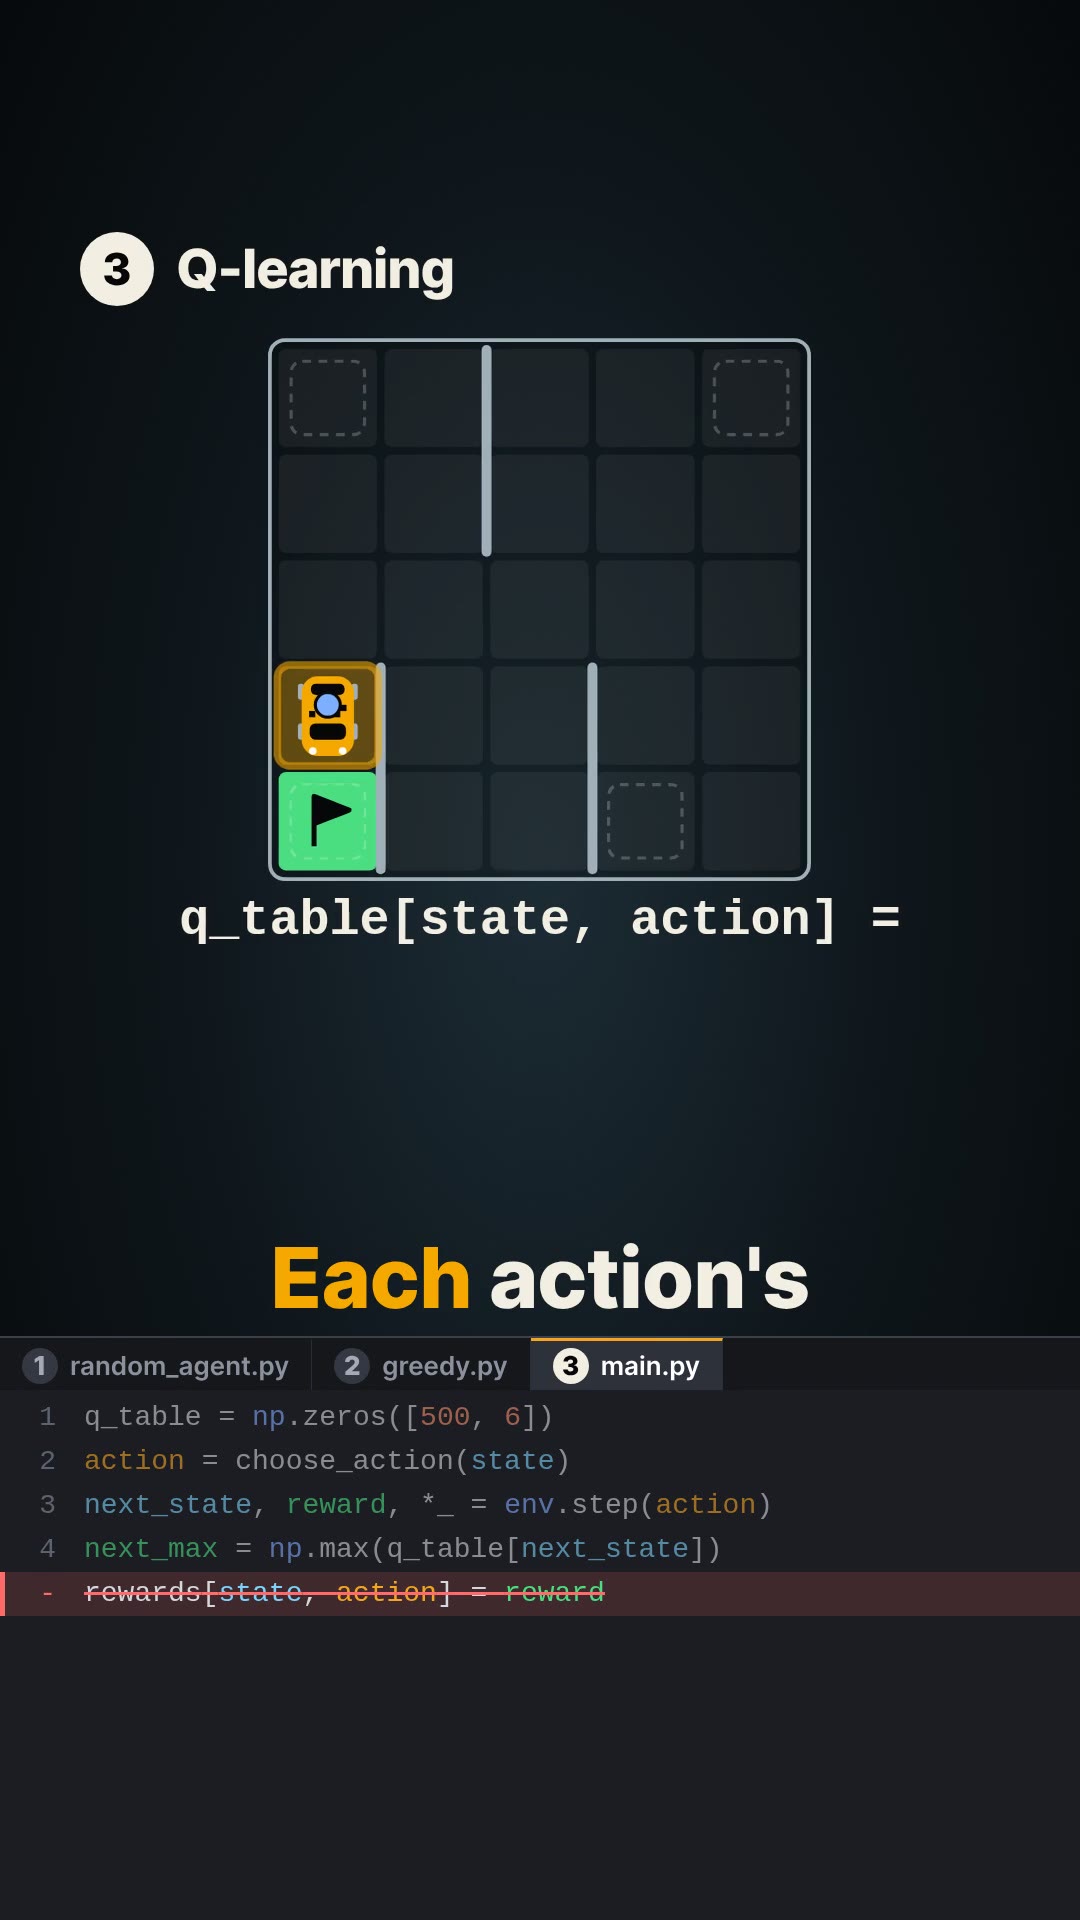 3 Q-learning
q_table[state, action] =
Each action's
1 random_agent.py 2 greedy.py 3 main.py
1 q_table = np.zeros([500, 6])
2 action = choose_action(state)
3 next_state, reward, *_ = env.step(action)
4 next_max = np.max(q_table[next_state])
- rewards[state, action] = reward